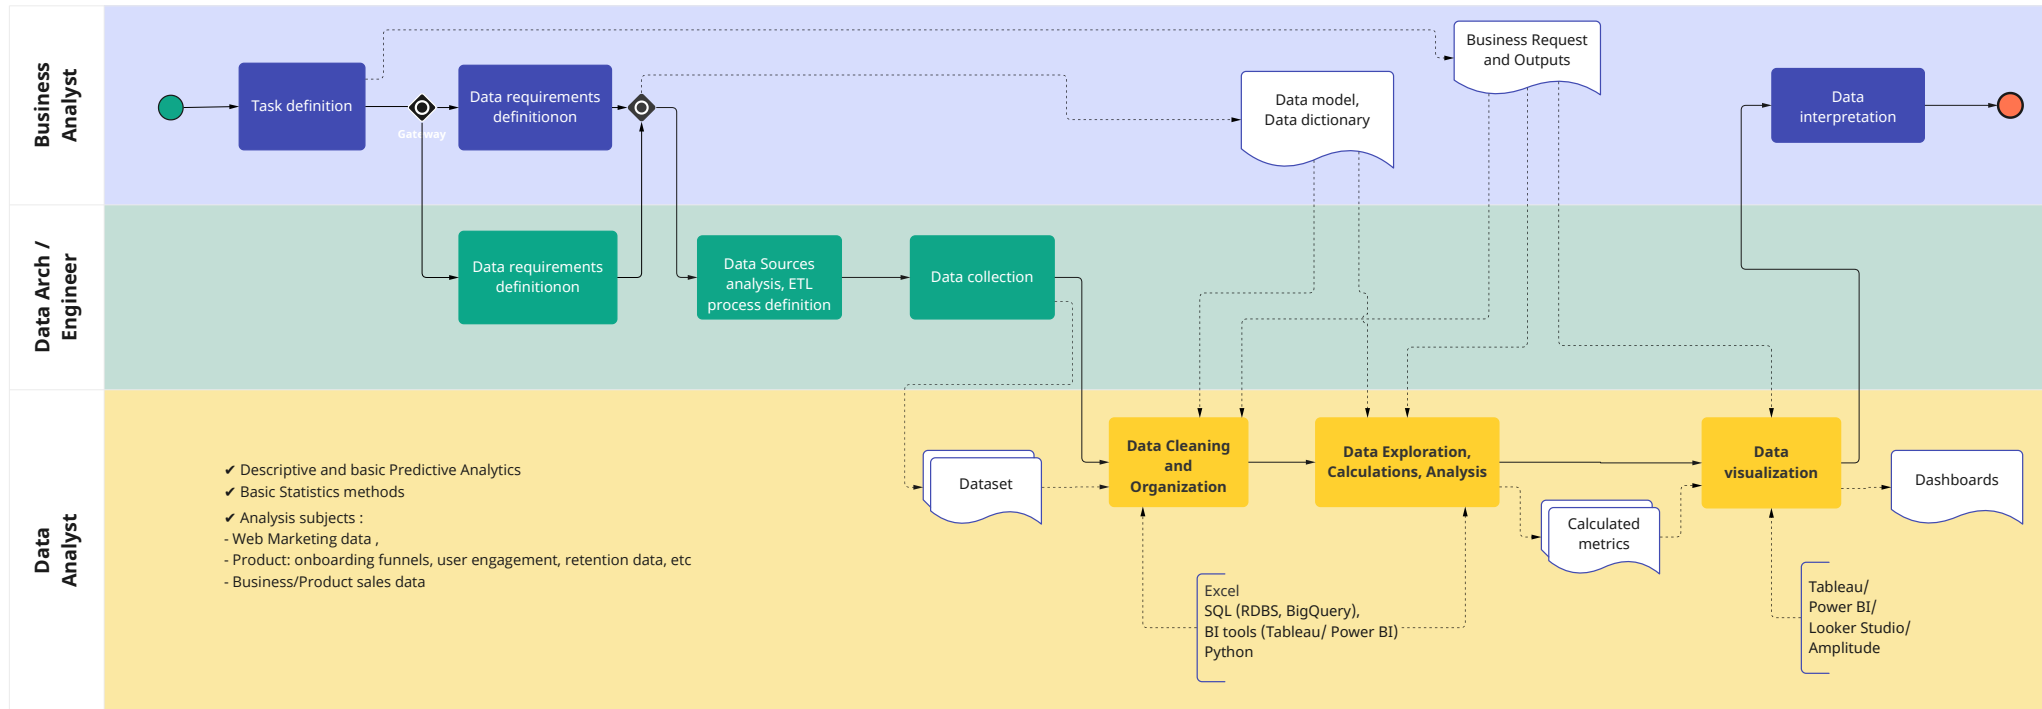 Business
Analyst
Task definition
Gateway
Data requirements
definitionon
Data model,
Data dictionary
Business Request
and Outputs
Data
interpretation
Data Arch /
Engineer
Data requirements
definitionon
Data Sources
analysis, ETL
process definition
Data collection
Data
Analyst
✔ Descriptive and basic Predictive Analytics
✔ Basic Statistics methods
✔ Analysis subjects :
- Web Marketing data ,
- Product: onboarding funnels, user engagement, retention data, etc
- Business/Product sales data
Dataset
Data Cleaning
and
Organization
Data Exploration,
Calculations, Analysis
Calculated
metrics
Data
visualization
Dashboards
Excel
SQL (RDBS, BigQuery),
BI tools (Tableau/ Power BI)
Python
Tableau/
Power BI/
Looker Studio/
Amplitude